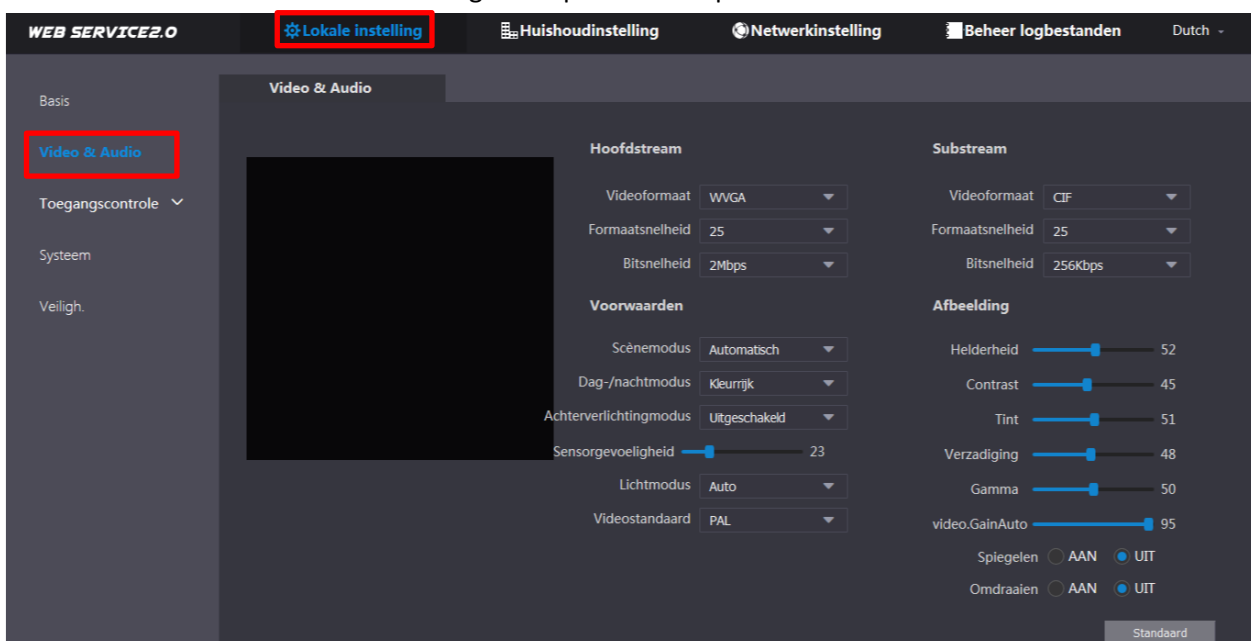 WEB SERVICE2.0
Lokale instelling
Huishoudinstelling
Netwerkinstelling
Beheer logbestanden
Dutch
Basis
Video & Audio
Toegangscontrole
Systeem
Veiligh.
Video & Audio
Hoofdstream
Videoformaat WVGA
Formaatsnelheid 25
Bitsnelheid 2Mbps
Voorwaarden
Scènemodus Automatisch
Dag-/nachtmodus Kleurrijk
Achterverlichtingmodus Uitgeschakeld
Sensorgevoeligheid 23
Lichtmodus Auto
Videostandaard PAL
Substream
Videoformaat CIF
Formaatsnelheid 25
Bitsnelheid 256Kbps
Afbeelding
Helderheid 52
Contrast 45
Tint 51
Verzadiging 48
Gamma 50
video.GainAuto 95
Spiegelen AAN UIT
Omdraaien AAN UIT
Standaard